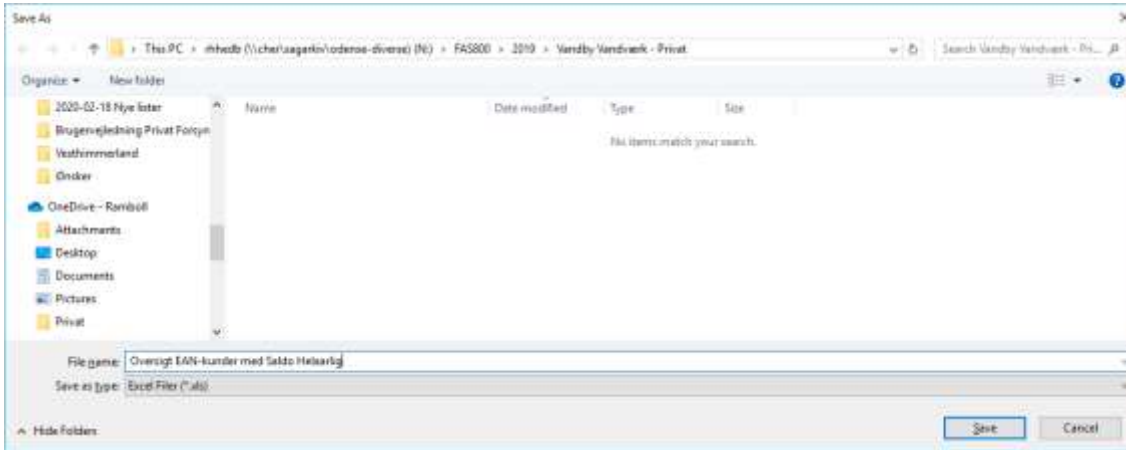 Save As
This PC › rhhedb (\\cher\sagarkiv\odense-diverse) (N:) › FAS800 › 2019 › Vandby Vandværk - Privat
Search Vandby Vandværk - Pri...
Organize
New folder
2020-02-18 Nye lister
Name
Date modified
Type
Size
Brugervejledning Privat Forsyn
No items match your search.
Vesthimmerland
Ønsker
OneDrive - Ramboll
Attachments
Desktop
Documents
Pictures
Privat
File name: Oversigt EAN-kunder med Saldo Helsarlig
Save as type: Excel Filer (*.xls)
Hide Folders
Save
Cancel